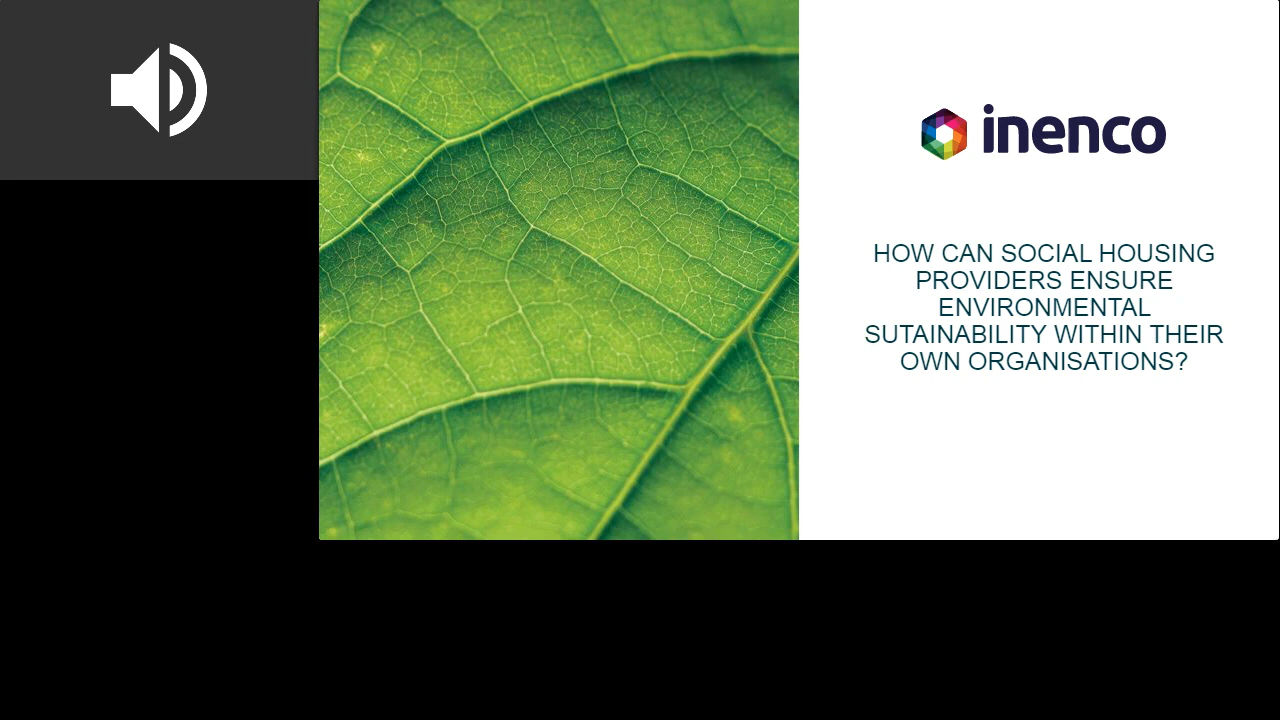 inenco
HOW CAN SOCIAL HOUSING
PROVIDERS ENSURE
ENVIRONMENTAL
SUTAINABILITY WITHIN THEIR
OWN ORGANISATIONS?